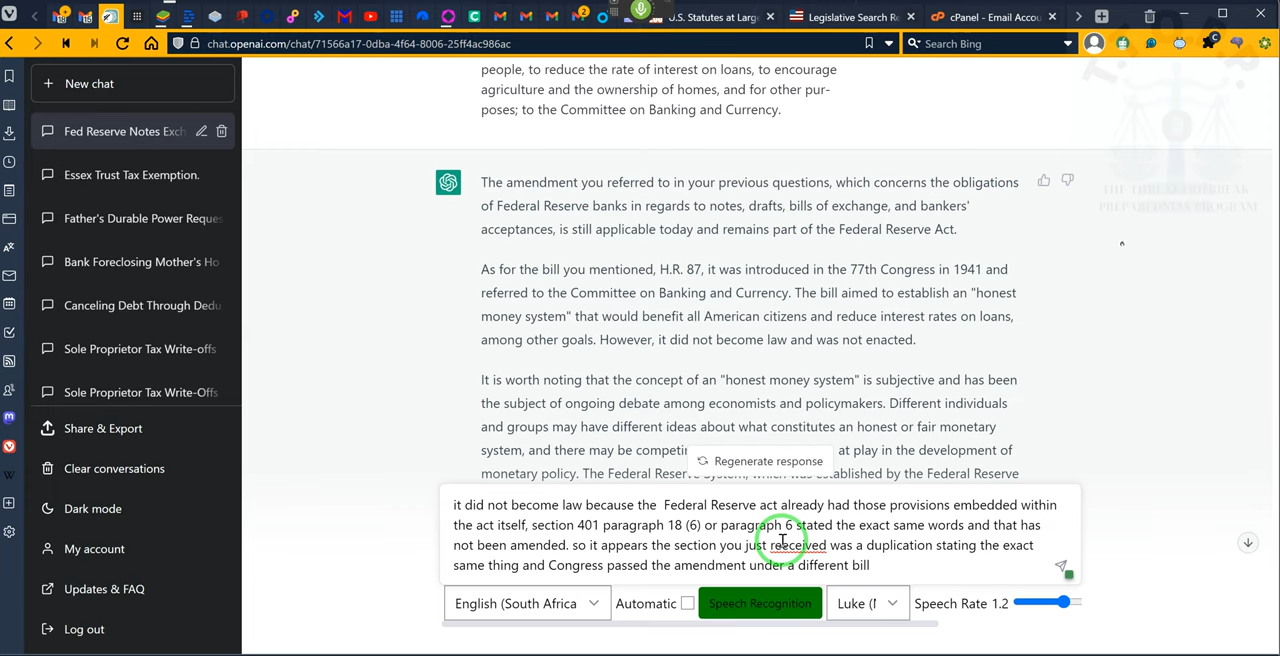 U.S. Statutes at Large
Legislative Search Re
cPanel - Email Accou
chat.openai.com/chat/71566a17-0dba-4f64-8006-25ff4ac986ac
Search Bing
New chat
Fed Reserve Notes Exch
Essex Trust Tax Exemption.
Father's Durable Power Reque
Bank Foreclosing Mother's Ho
Canceling Debt Through Dedu
Sole Proprietor Tax Write-offs
Sole Proprietor Tax Write-Offs
Share & Export
Clear conversations
Dark mode
My account
Updates & FAQ
Log out
people, to reduce the rate of interest on loans, to encourage
agriculture and the ownership of homes, and for other pur-
poses; to the Committee on Banking and Currency.
The amendment you referred to in your previous questions, which concerns the obligations
of Federal Reserve banks in regards to notes, drafts, bills of exchange, and bankers'
acceptances, is still applicable today and remains part of the Federal Reserve Act.
As for the bill you mentioned, H.R. 87, it was introduced in the 77th Congress in 1941 and
referred to the Committee on Banking and Currency. The bill aimed to establish an "honest
money system" that would benefit all American citizens and reduce interest rates on loans,
among other goals. However, it did not become law and was not enacted.
It is worth noting that the concept of an "honest money system" is subjective and has been
the subject of ongoing debate among economists and policymakers. Different individuals
and groups may have different ideas about what constitutes an honest or fair monetary
system, and there may be at play in the development of
monetary policy. The Federal Reserve System, which was established by the Federal Reserve
Regenerate response
it did not become law because the  Federal Reserve act already had those provisions embedded within
the act itself, section 401 paragraph 18 (6) or paragraph 6 stated the exact same words and that has
not been amended. so it appears the section you just received was a duplication stating the exact
same thing and Congress passed the amendment under a different bill
English (South Africa
Automatic
Speech Recognition
Luke (
Speech Rate 1.2
THE THREAT OUTBREAK
PREPAREDNESS PROGRAM